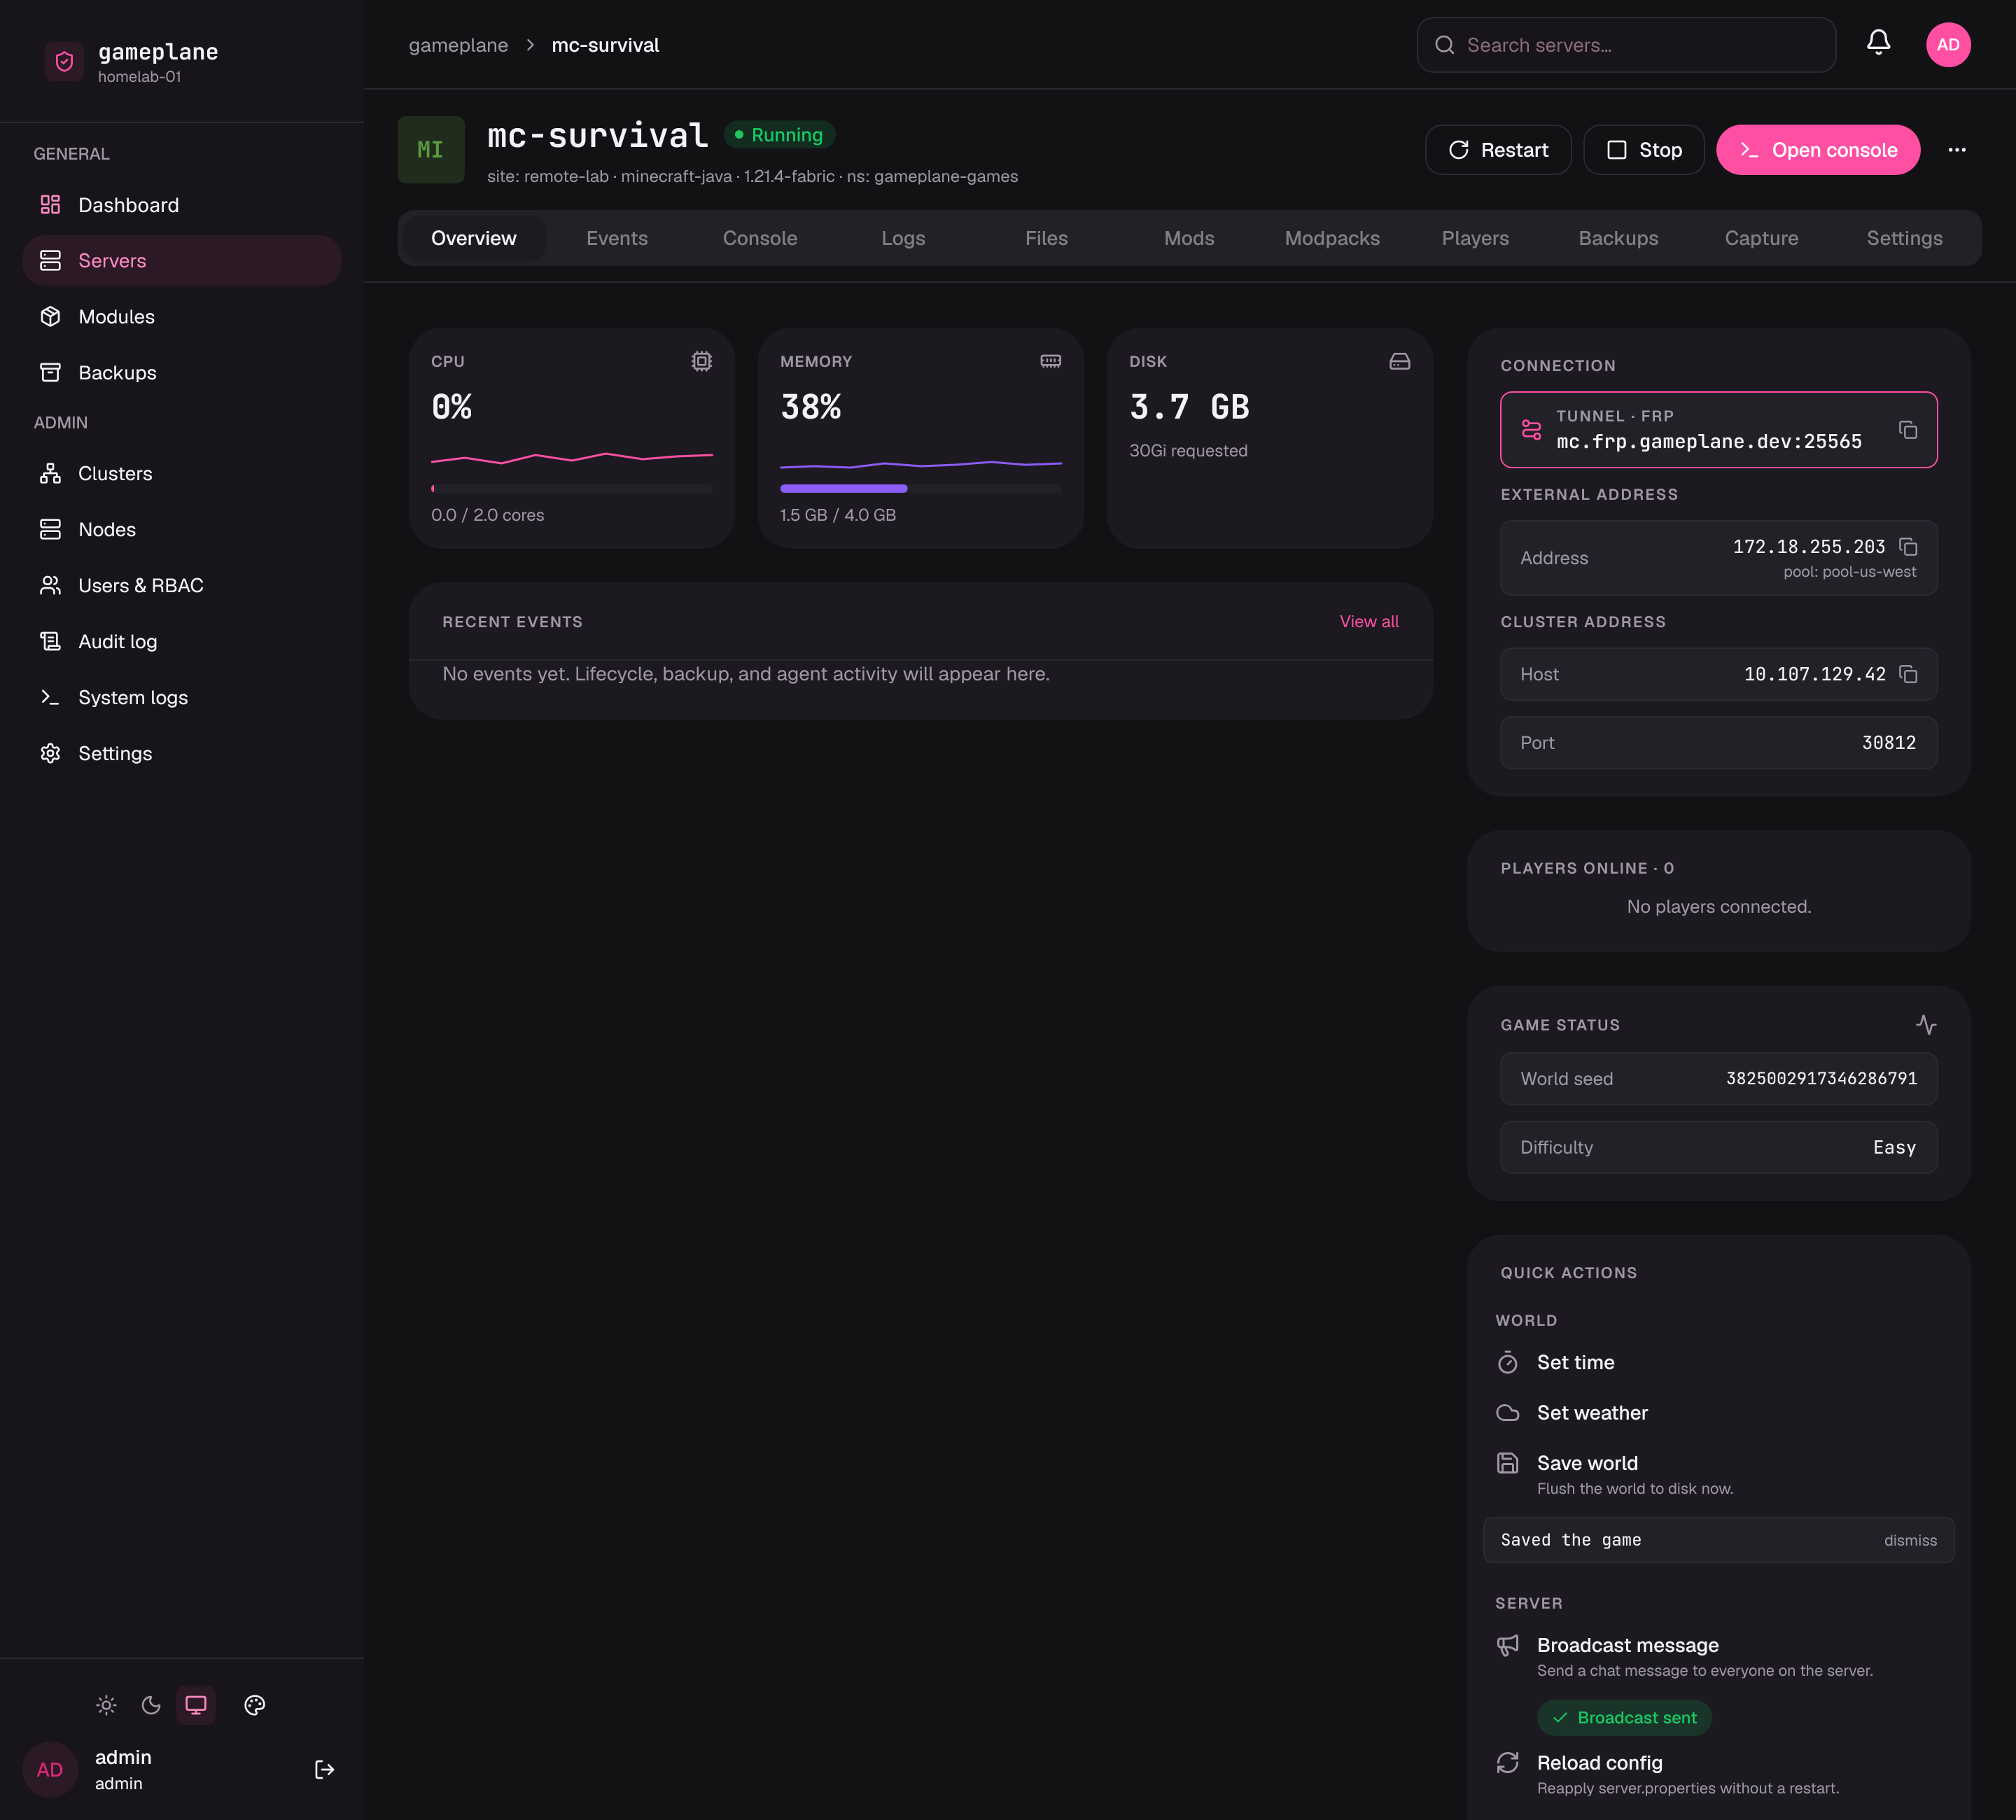 gameplane
homelab-01
GENERAL
Dashboard
Servers
Modules
Backups
ADMIN
Clusters
Nodes
Users & RBAC
Audit log
System logs
Settings
AD
admin
admin
gameplane > mc-survival
Search servers...
AD
MI
mc-survival
Running
site: remote-lab · minecraft-java · 1.21.4-fabric · ns: gameplane-games
Restart
Stop
Open console
Overview
Events
Console
Logs
Files
Mods
Modpacks
Players
Backups
Capture
Settings
CPU
0%
0.0 / 2.0 cores
MEMORY
38%
1.5 GB / 4.0 GB
DISK
3.7 GB
30Gi requested
RECENT EVENTS
View all
No events yet. Lifecycle, backup, and agent activity will appear here.
CONNECTION
TUNNEL · FRP
mc.frp.gameplane.dev:25565
EXTERNAL ADDRESS
Address 172.18.255.203
pool: pool-us-west
CLUSTER ADDRESS
Host 10.107.129.42
Port 30812
PLAYERS ONLINE · 0
No players connected.
GAME STATUS
World seed 3825002917346286791
Difficulty Easy
QUICK ACTIONS
WORLD
Set time
Set weather
Save world
Flush the world to disk now.
Saved the game dismiss
SERVER
Broadcast message
Send a chat message to everyone on the server.
Broadcast sent
Reload config
Reapply server.properties without a restart.